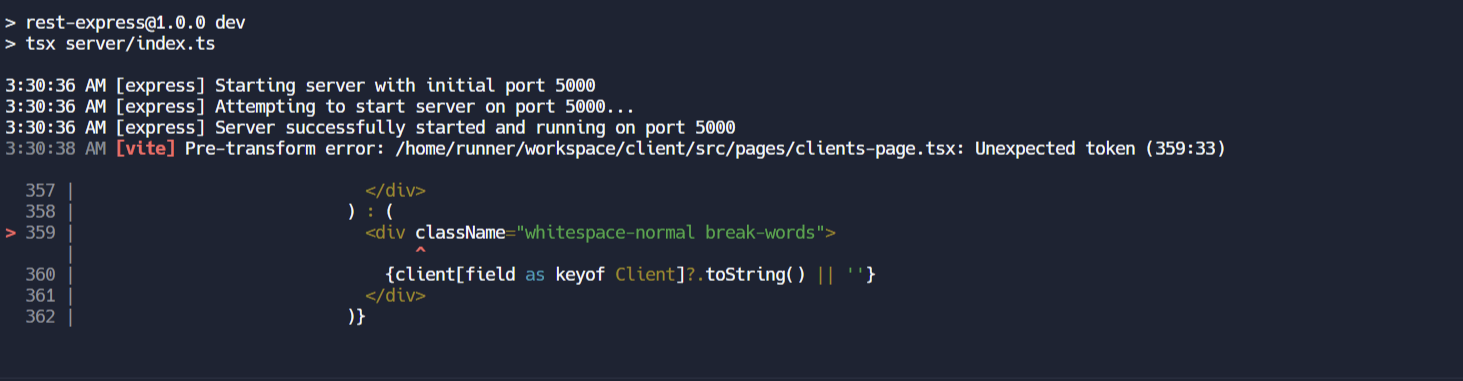 > rest-express@1.0.0 dev
> tsx server/index.ts
3:30:36 AM [express] Starting server with initial port 5000
3:30:36 AM [express] Attempting to start server on port 5000...
3:30:36 AM [express] Server successfully started and running on port 5000
3:30:38 AM [vite] Pre-transform error: /home/runner/workspace/client/src/pages/clients-page.tsx: Unexpected token (359:33)
  357 |                             </div>
  358 |                           ) : (
> 359 |                             <div className="whitespace-normal break-words">
      |                                  ^
  360 |                               {client[field as keyof Client]?.toString() || ''}
  361 |                             </div>
  362 |                           )}